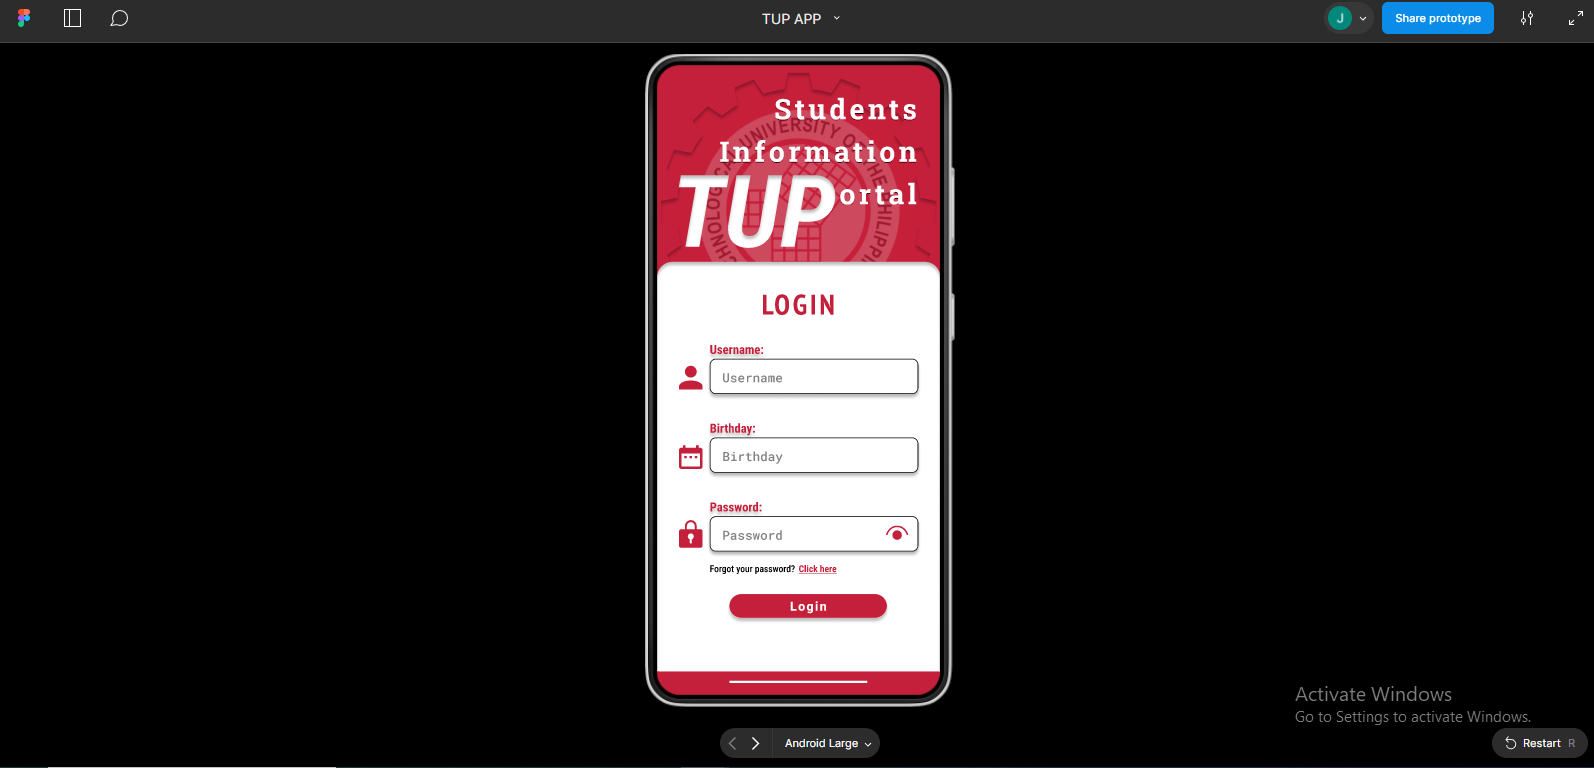 TUP APP
J
Share prototype
Students
Information
TUPortal
TECHNOLOGICAL UNIVERSITY OF THE PHILIPPINES
LOGIN
Username:
Username
Birthday:
Birthday
Password:
Password
Forgot your password? Click here
Login
Activate Windows
Go to Settings to activate Windows.
Android Large
Restart R